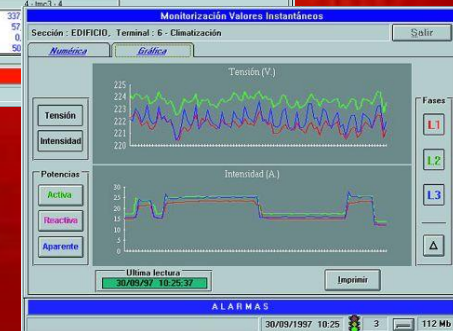 4 - tmc3 - 4
337
57
0
50
Monitorización Valores Instantáneos
Sección : EDIFICIO, Terminal : 6 - Climatización
Salir
Numérica
Gráfica
Tensión (V.)
225
224
223
222
221
220
Tensión
Intensidad
Fases
L1
L2
L3
Δ
Potencias
Activa
Reactiva
Aparente
Intensidad (A.)
30
25
20
15
10
5
0
Ultima lectura
30/09/97 10:25:37
Imprimir
ALARMAS
30/09/1997 10:25
3
112 Mb